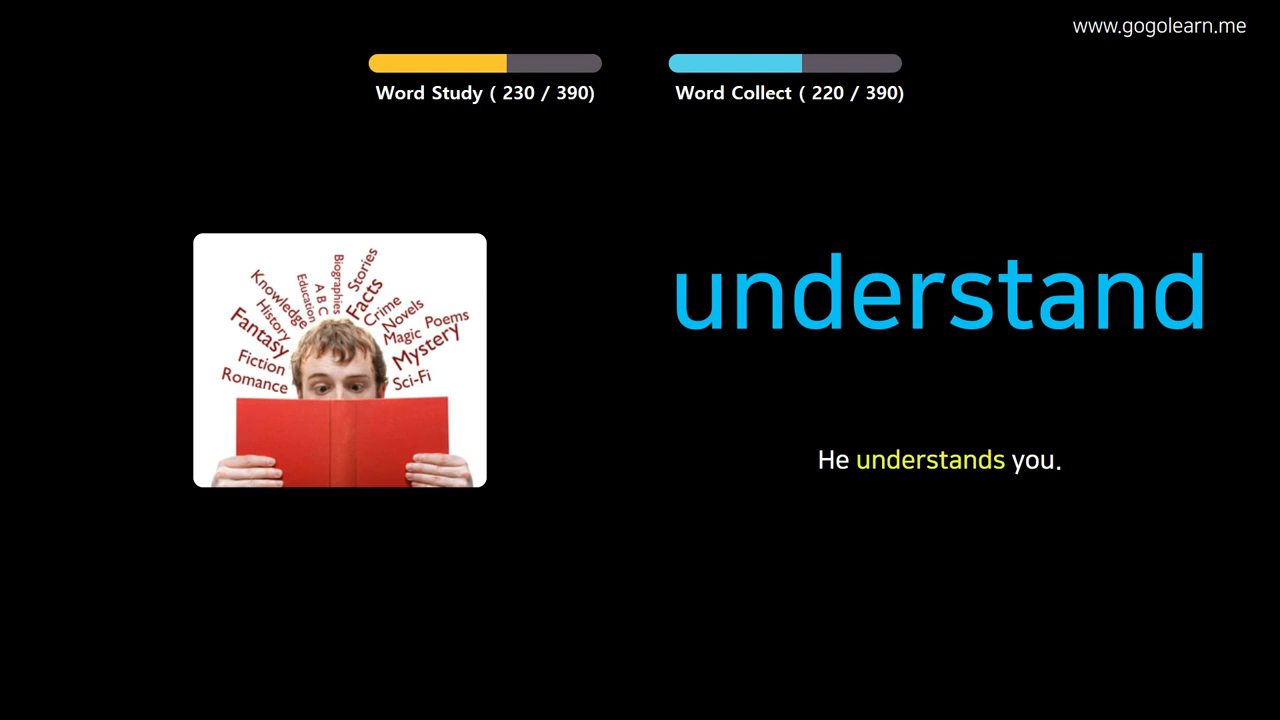 www.gogolearn.me
Word Study ( 230 / 390)
Word Collect ( 220 / 390)
understand
He understands you.
Knowledge
History
Fantasy
Fiction
Romance
Education
A B C
Biographies
Stories
Facts
Crime
Novels
Magic
Poems
Mystery
Sci-Fi